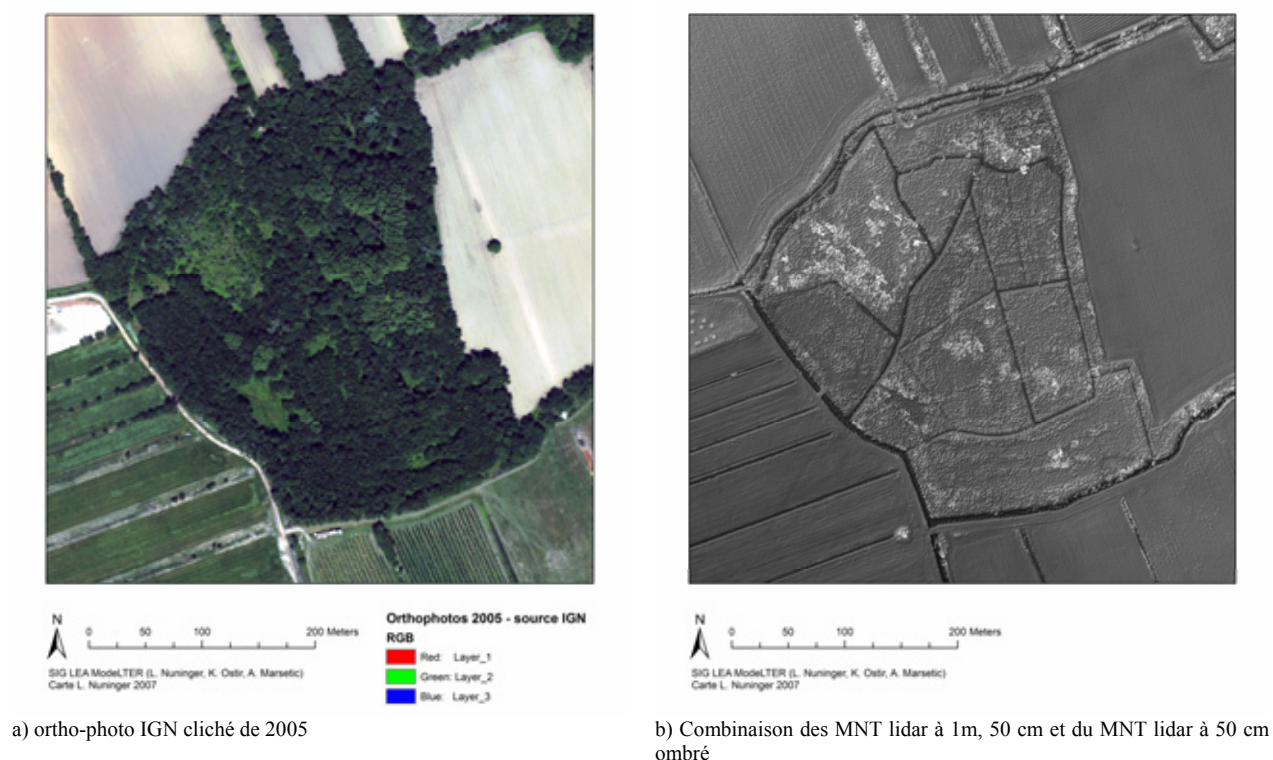 N
0 50 100 200 Meters
SIG LEA ModeLTER (L. Nuninger, K. Ostir, A. Marsetic)
Carte L. Nuninger 2007
Orthophotos 2005 - source IGN
RGB
Red: Layer_1
Green: Layer_2
Blue: Layer_3
a) ortho-photo IGN cliché de 2005
N
0 50 100 200 Meters
SIG LEA ModeLTER (L. Nuninger, K. Ostir, A. Marsetic)
Carte L. Nuninger 2007
b) Combinaison des MNT lidar à 1m, 50 cm et du MNT lidar à 50 cm
ombré